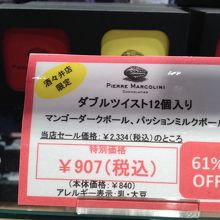 酒々井店
限定
PIERRE MARCOLINI
CHOCOLATIER
ダブルツイスト12個入り
マンゴーダークボール、パッションミルクボール
当店セール価格:￥2,334(税込)のところ
特別価格
￥907(税込)
(本体価格:￥840)
アレルギー表示:乳・大豆
61%
OFF